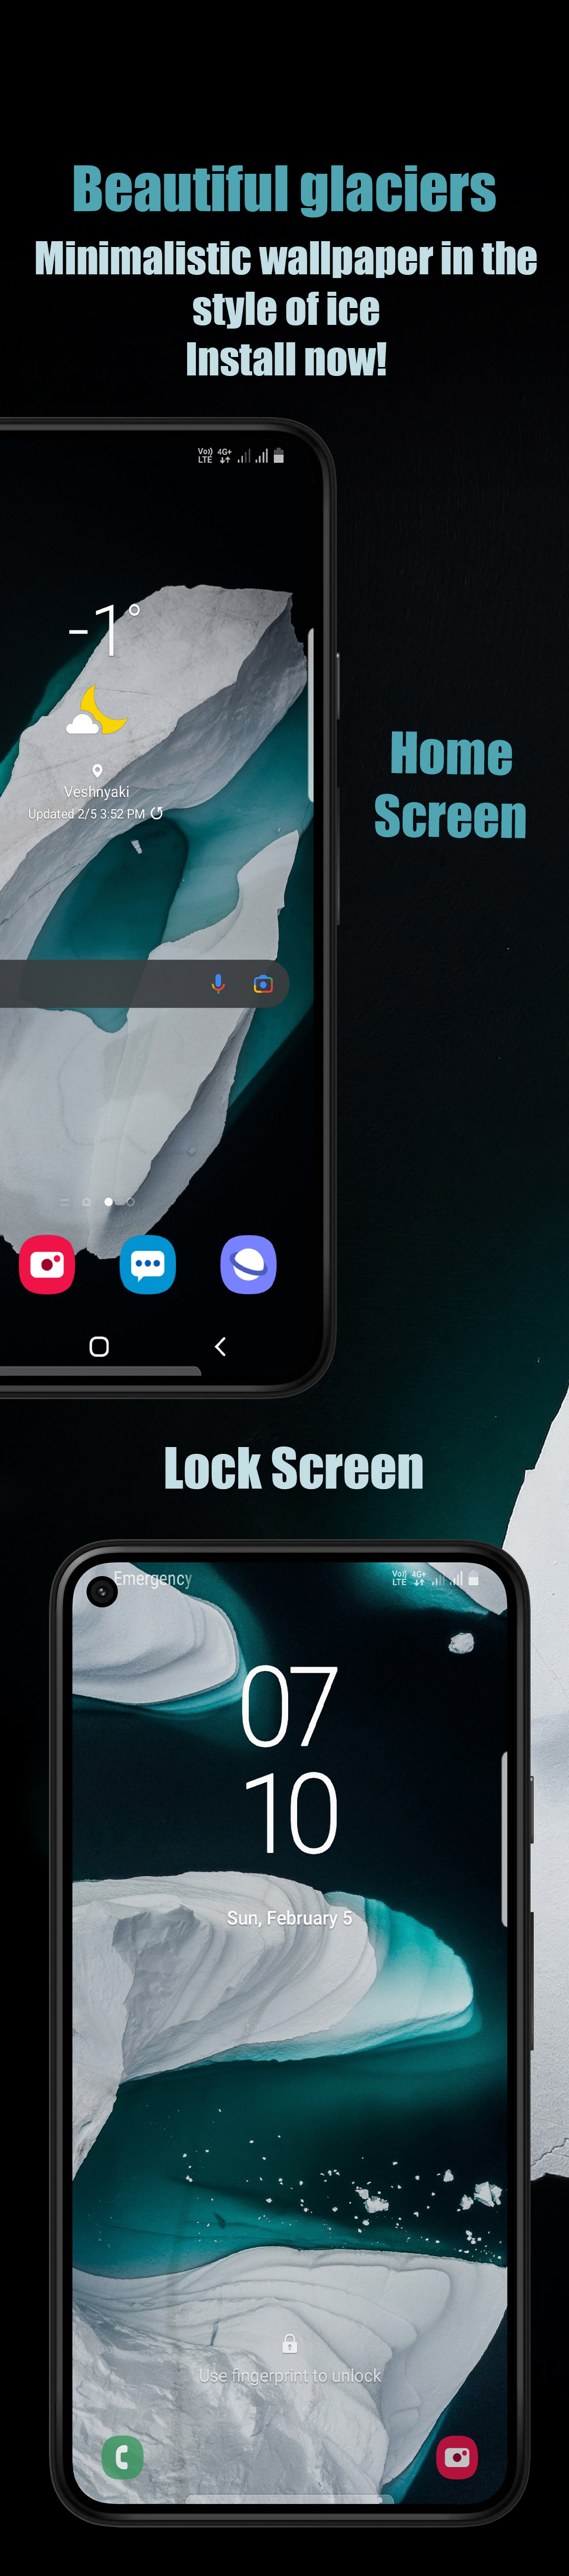 Beautiful glaciers
Minimalistic wallpaper in the
style of ice
Install now!
Vo)) 4G+
LTE
-1°
Veshnyaki
Updated 2/5 3:52 PM
Home
Screen
Lock Screen
Emergency
Vo)) 4G+
LTE
07
10
Sun, February 5
Use fingerprint to unlock